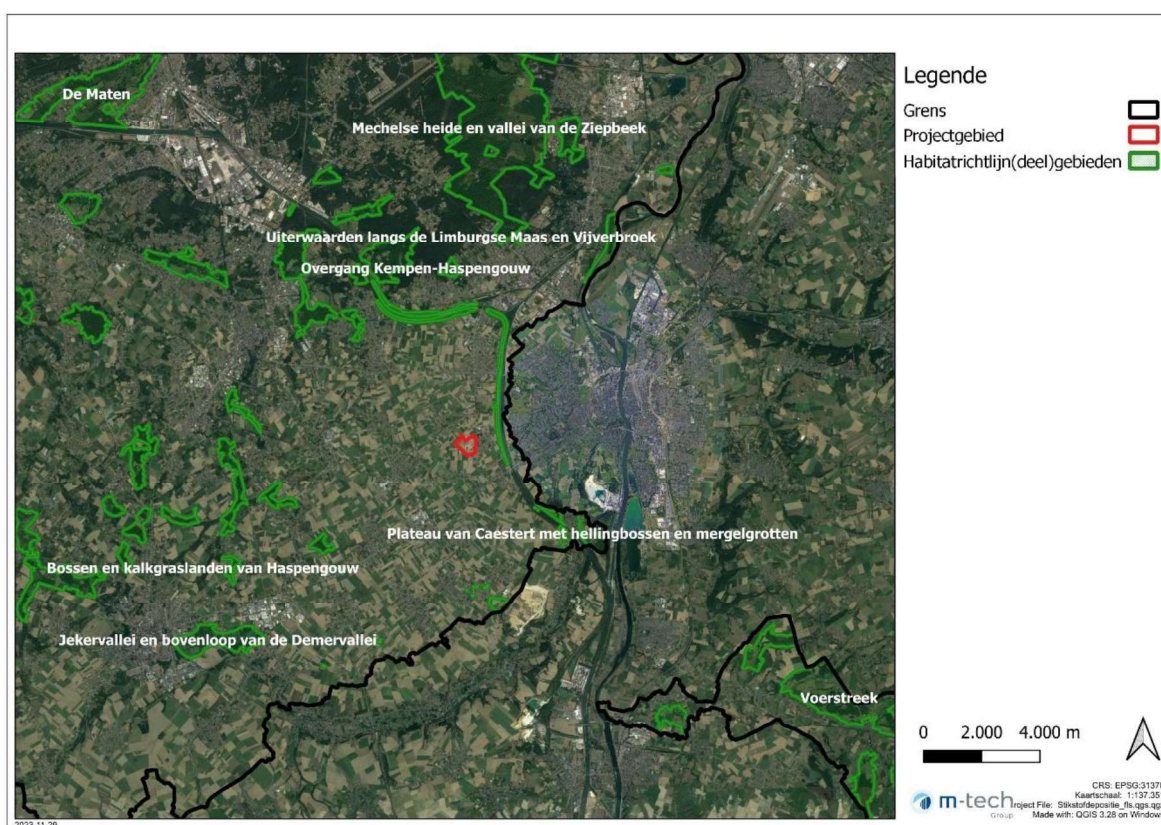 De Maten
Mechelse heide en vallei van de Ziepbeek
Uiterwaarden langs de Limburgse Maas en Vijverbroek
Overgang Kempen-Haspengouw
Plateau van Caestert met hellingbossen en mergelgrotten
Bossen en kalkgraslanden van Haspengouw
Jekervallei en bovenloop van de Demervallei
Voerstreek
Legende
Grens
Projectgebied
Habitatrichtlijn(deel)gebieden
0 2.000 4.000 m
CRS: EPSG:3137
Kaartschaal: 1:137.35
roject File: Stikstofdepositie_fls.qgs.qg
Made with: QGIS 3.28 on Window
m-tech
Group
2023-11-29